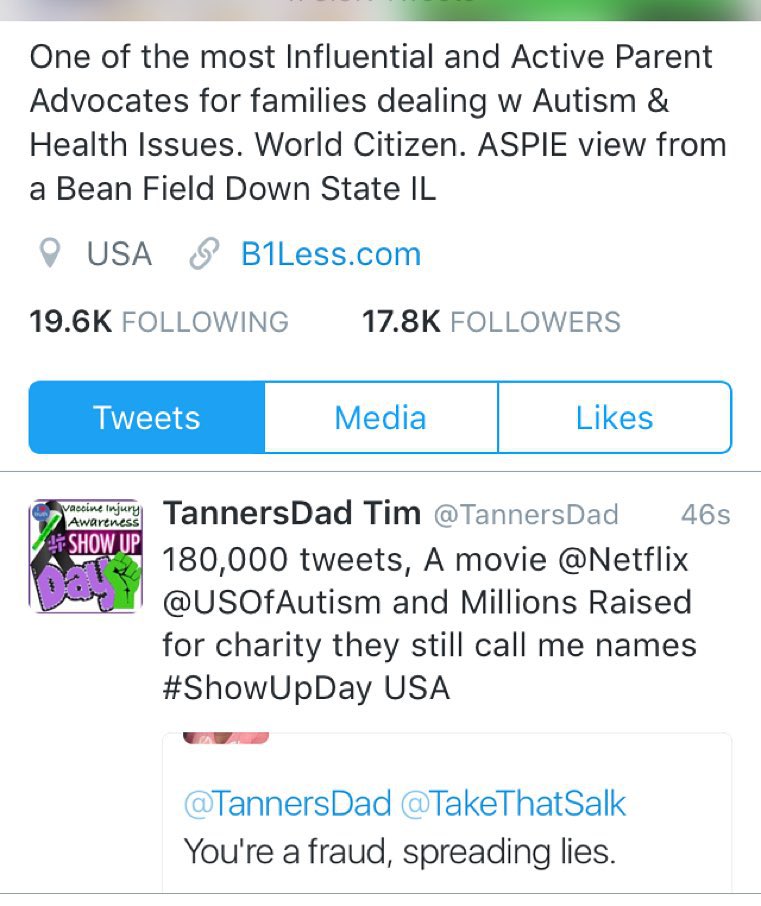 One of the most Influential and Active Parent
Advocates for families dealing w Autism &
Health Issues. World Citizen. ASPIE view from
a Bean Field Down State IL
USA B1Less.com
19.6K FOLLOWING 17.8K FOLLOWERS
Tweets Media Likes
Vaccine Injury
Awareness
# SHOW UP
Day
TannersDad Tim @TannersDad 46s
180,000 tweets, A movie @Netflix
@USOfAutism and Millions Raised
for charity they still call me names
#ShowUpDay USA
@TannersDad @TakeThatSalk
You're a fraud, spreading lies.